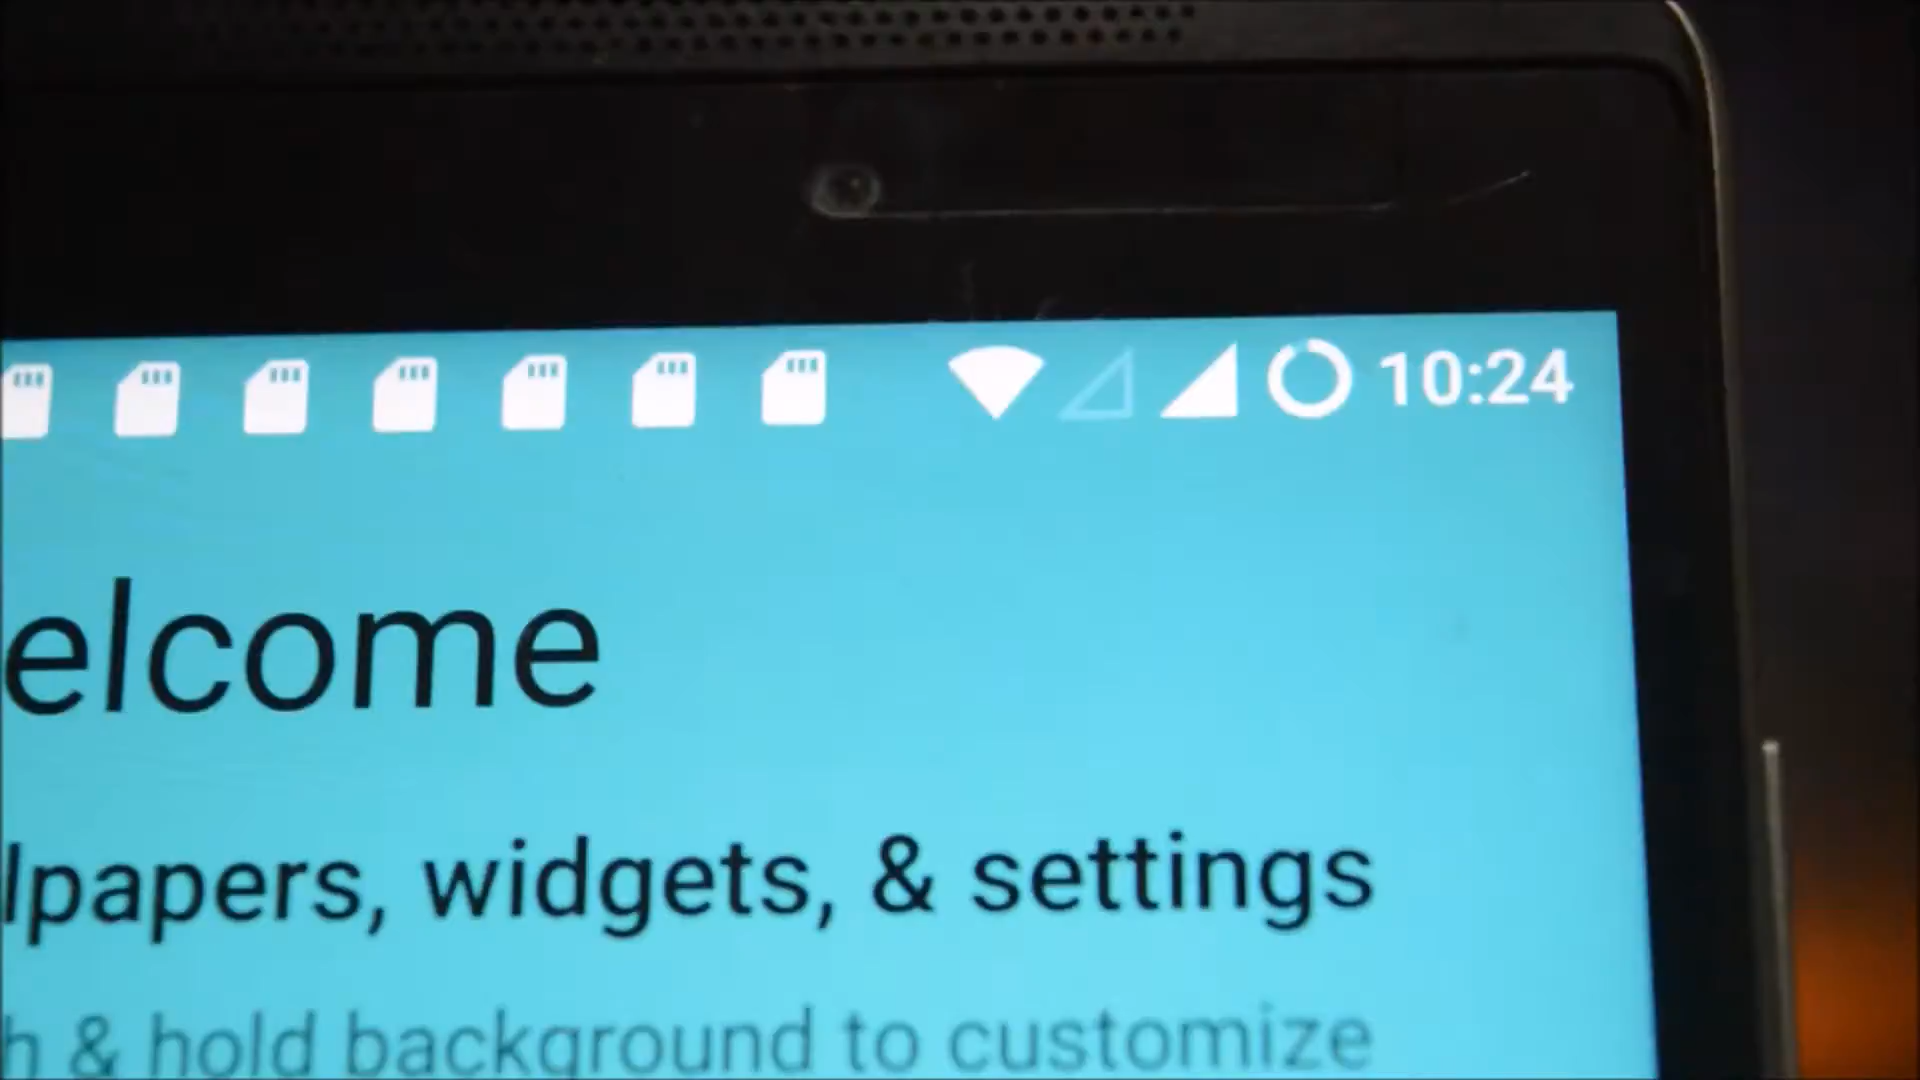 10:24
elcome
lpapers, widgets, & settings
h & hold background to customize